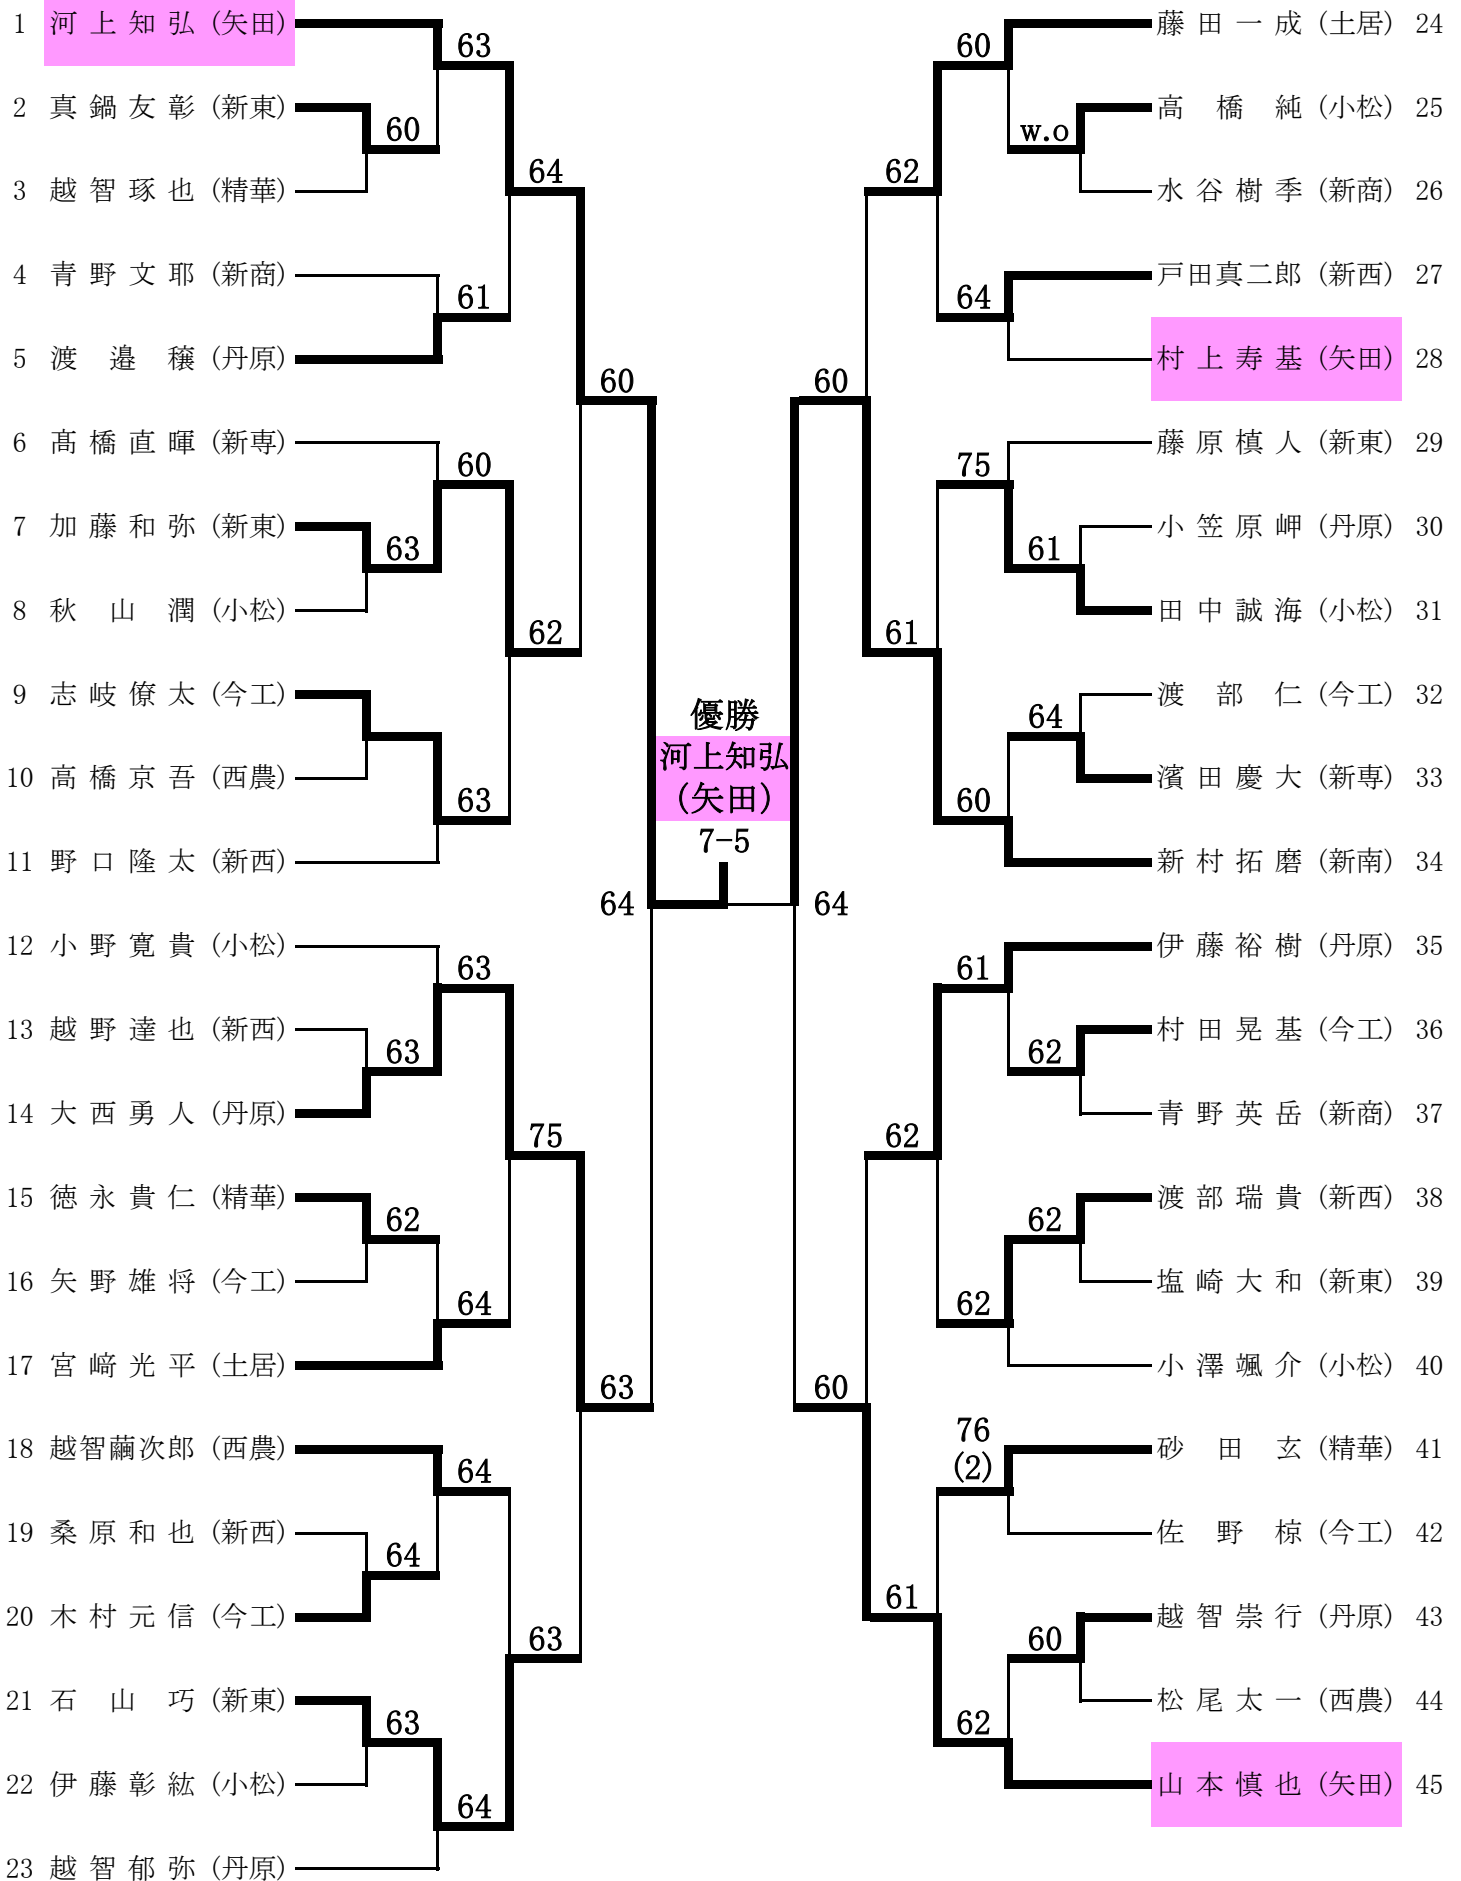 1 河上知弘 (矢田)
63
2 真鍋友彰 (新東)
60
3 越智琢也 (精華)
64
4 青野文耶 (新商)
61
5 渡邉穣 (丹原)
60
6 髙橋直暉 (新専)
60
7 加藤和弥 (新東)
63
8 秋山潤 (小松)
62
9 志岐僚太 (今工)
10 高橋京吾 (西農)
63
11 野口隆太 (新西)
64
12 小野寛貴 (小松)
63
13 越野達也 (新西)
63
14 大西勇人 (丹原)
75
15 徳永貴仁 (精華)
62
16 矢野雄将 (今工)
64
17 宮﨑光平 (土居)
63
18 越智繭次郎 (西農)
64
19 桑原和也 (新西)
64
20 木村元信 (今工)
63
21 石山巧 (新東)
63
22 伊藤彰紘 (小松)
64
23 越智郁弥 (丹原)
優勝
河上知弘
(矢田)
7-5
藤田一成 (土居) 24
60
高橋純 (小松) 25
w.o
水谷樹季 (新商) 26
62
戸田真二郎 (新西) 27
64
村上寿基 (矢田) 28
60
藤原槙人 (新東) 29
75
小笠原岬 (丹原) 30
61
田中誠海 (小松) 31
61
渡部仁 (今工) 32
64
濱田慶大 (新専) 33
60
新村拓磨 (新南) 34
64
伊藤裕樹 (丹原) 35
61
村田晃基 (今工) 36
62
青野英岳 (新商) 37
62
渡部瑞貴 (新西) 38
62
塩崎大和 (新東) 39
62
小澤颯介 (小松) 40
60
砂田玄 (精華) 41
76
(2)
佐野椋 (今工) 42
61
越智崇行 (丹原) 43
60
松尾太一 (西農) 44
62
山本慎也 (矢田) 45